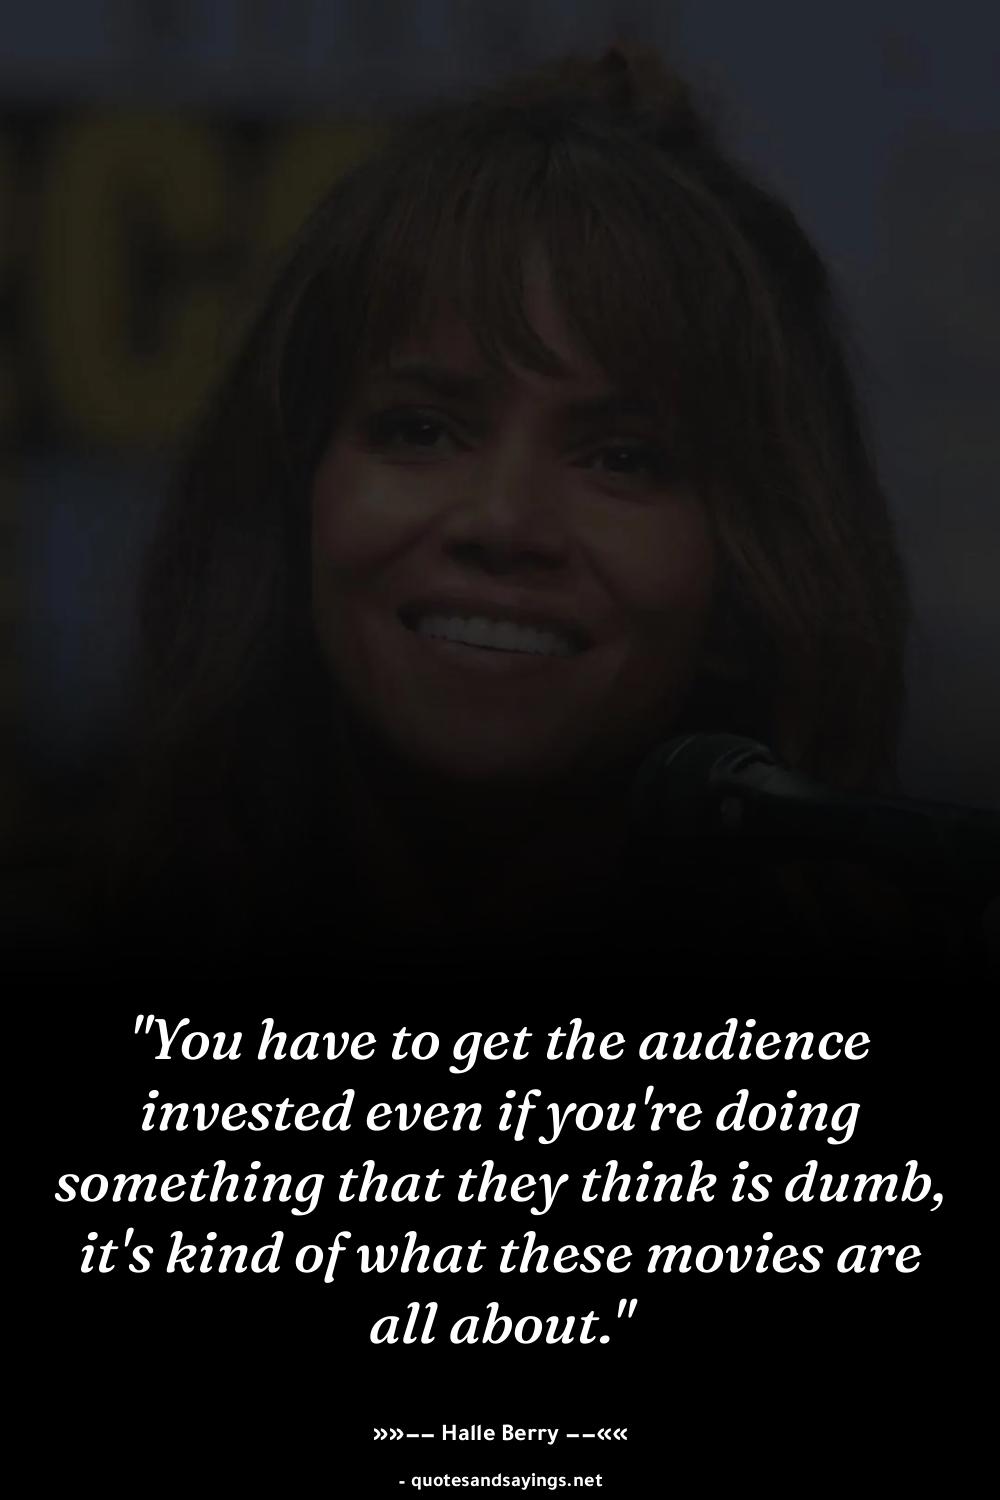 "You have to get the audience
invested even if you're doing
something that they think is dumb,
it's kind of what these movies are
all about."
»»—— Halle Berry ——««
- quotesandsayings.net